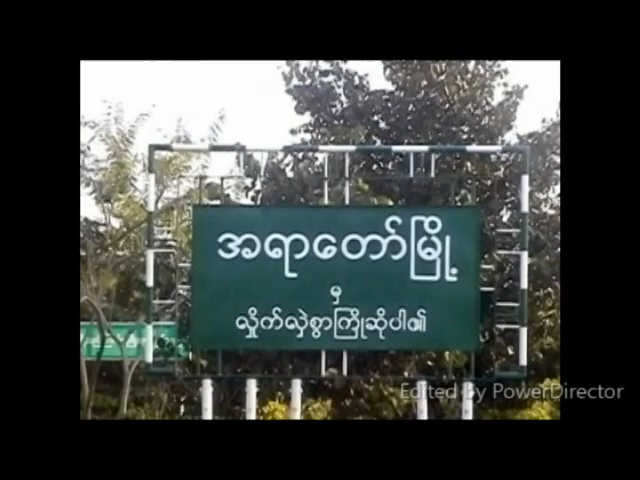 အရာတော်မြို့
မှ
လှိုက်လှဲစွာကြိုဆိုပါ၏
Edited By PowerDirector